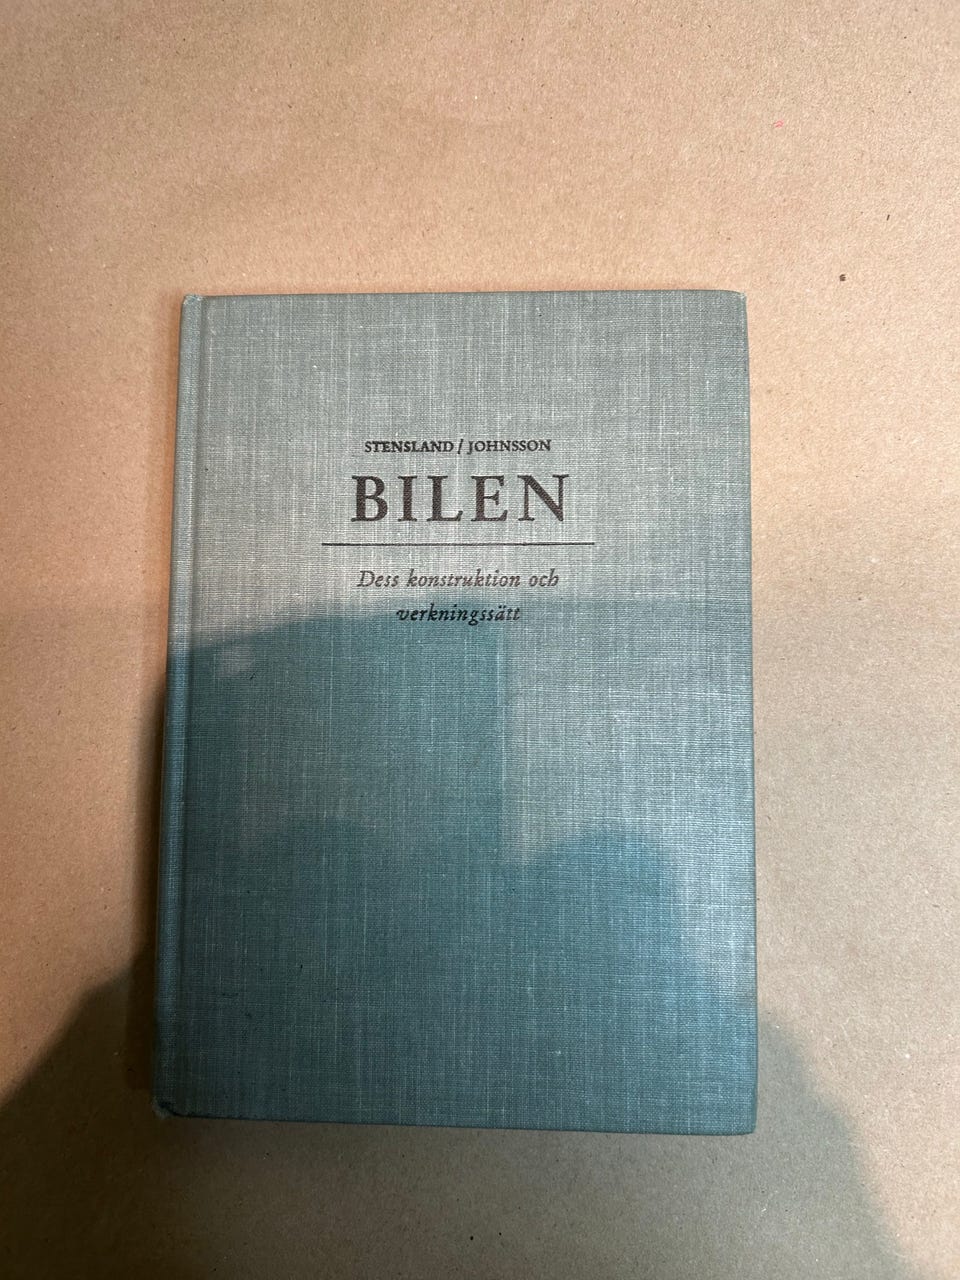 STENSLAND / JOHNSSON
BILEN
Dess konstruktion och
verkningssätt